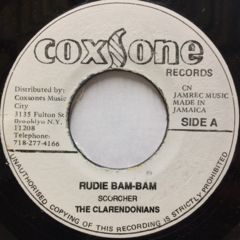 coxsone
RECORDS
Distributed by:
Coxsones Music
City
3135 Fulton St
Brooklyn N.Y.
11208
Telephone:
718-277-4166
CN
JAMREC MUSIC
MADE IN
JAMAICA
SIDE A
RUDIE BAM-BAM
SCORCHER
THE CLARENDONIANS
UNAUTHORISED COPYING OF THIS RECORDING IS STRICTLY PROHIBITED